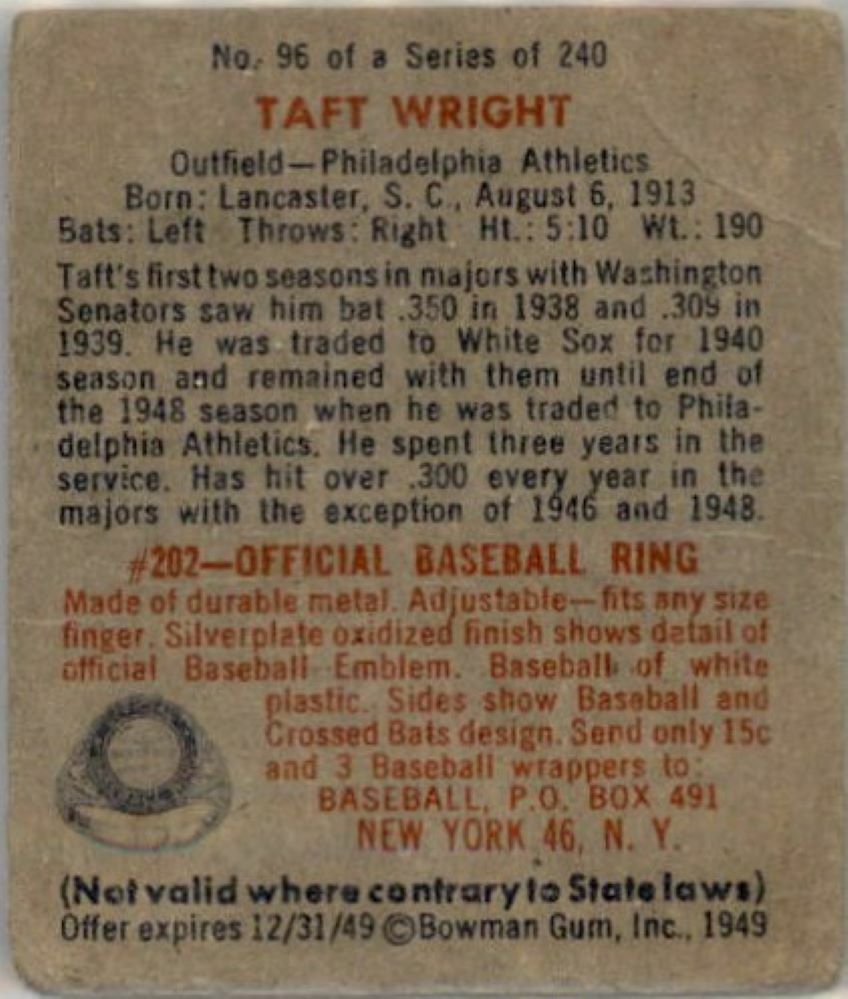 No. 96 of a Series of 240
TAFT WRIGHT
Outfield—Philadelphia Athletics
Born: Lancaster, S. C., August 6, 1913
Bats: Left Throws: Right Ht.: 5:10 Wt.: 190
Taft's first two seasons in majors with Washington
Senators saw him bat .350 in 1938 and .309 in
1939. He was traded to White Sox for 1940
season and remained with them until end of
the 1948 season when he was traded to Phila-
delphia Athletics. He spent three years in the
service. Has hit over .300 every year in the
majors with the exception of 1946 and 1948.
#202—OFFICIAL BASEBALL RING
Made of durable metal. Adjustable—fits any size
finger. Silverplate oxidized finish shows detail of
official Baseball Emblem. Baseball of white
plastic. Sides show Baseball and
Crossed Bats design. Send only 15c
and 3 Baseball wrappers to:
BASEBALL, P.O. BOX 491
NEW YORK 46, N. Y.
(Not valid where contrary to State laws)
Offer expires 12/31/49 ©Bowman Gum, Inc., 1949